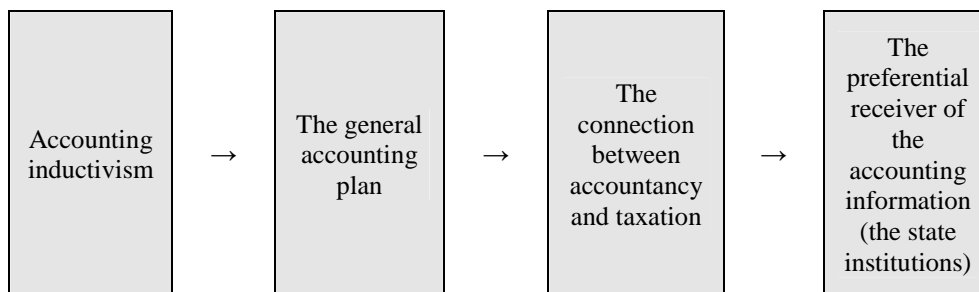 Accounting
inductivism
→
The general
accounting
plan
→
The
connection
between
accountancy
and taxation
→
The
preferential
receiver of
the
accounting
information
(the state
institutions)